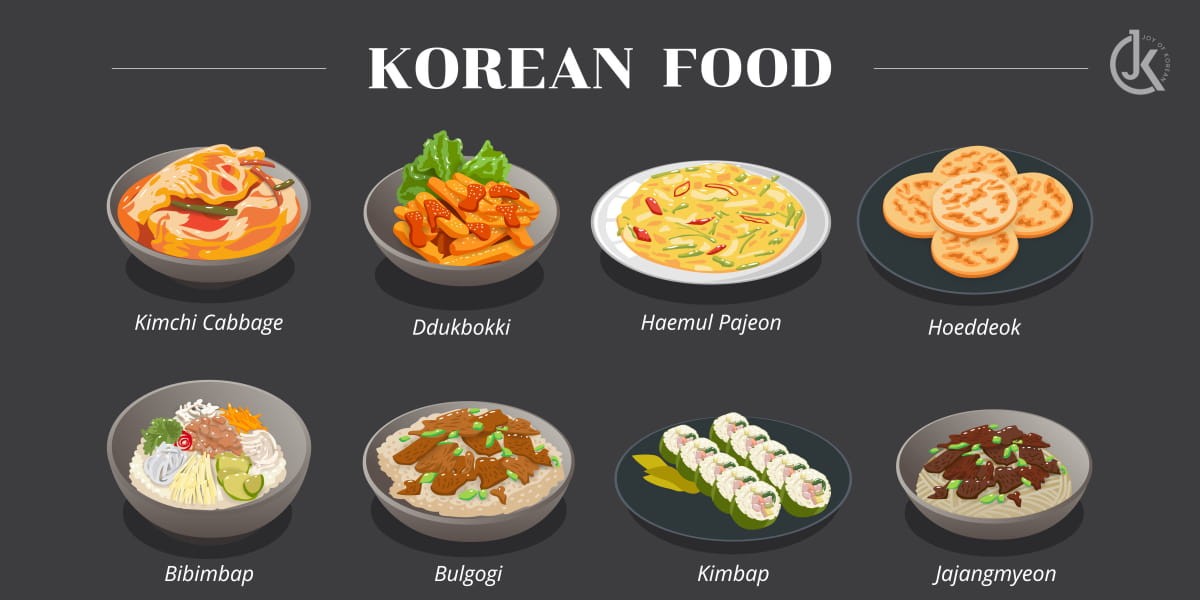 KOREAN FOOD
JOY OF KOREAN
JK
Kimchi Cabbage
Ddukbokki
Haemul Pajeon
Hoeddeok
Bibimbap
Bulgogi
Kimbap
Jajangmyeon